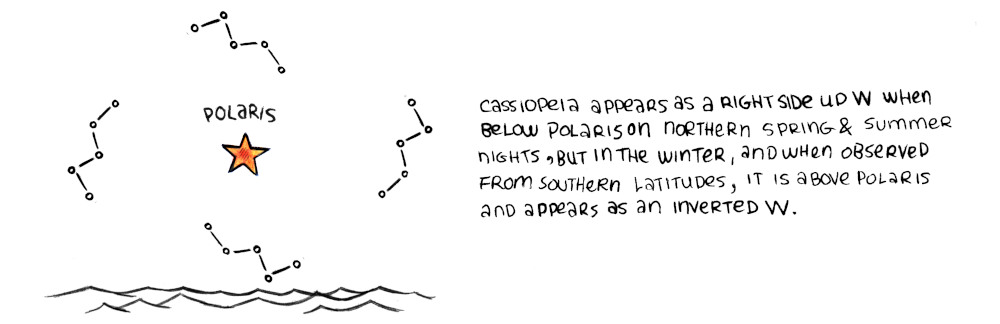 POLARIS
CASSIOPEIA APPEARS AS A RIGHT SIDE UP W WHEN
BELOW POLARIS ON NORTHERN SPRING & SUMMER
NIGHTS, BUT IN THE WINTER, AND WHEN OBSERVED
FROM SOUTHERN LATITUDES, IT IS ABOVE POLARIS
AND APPEARS AS AN INVERTED W.